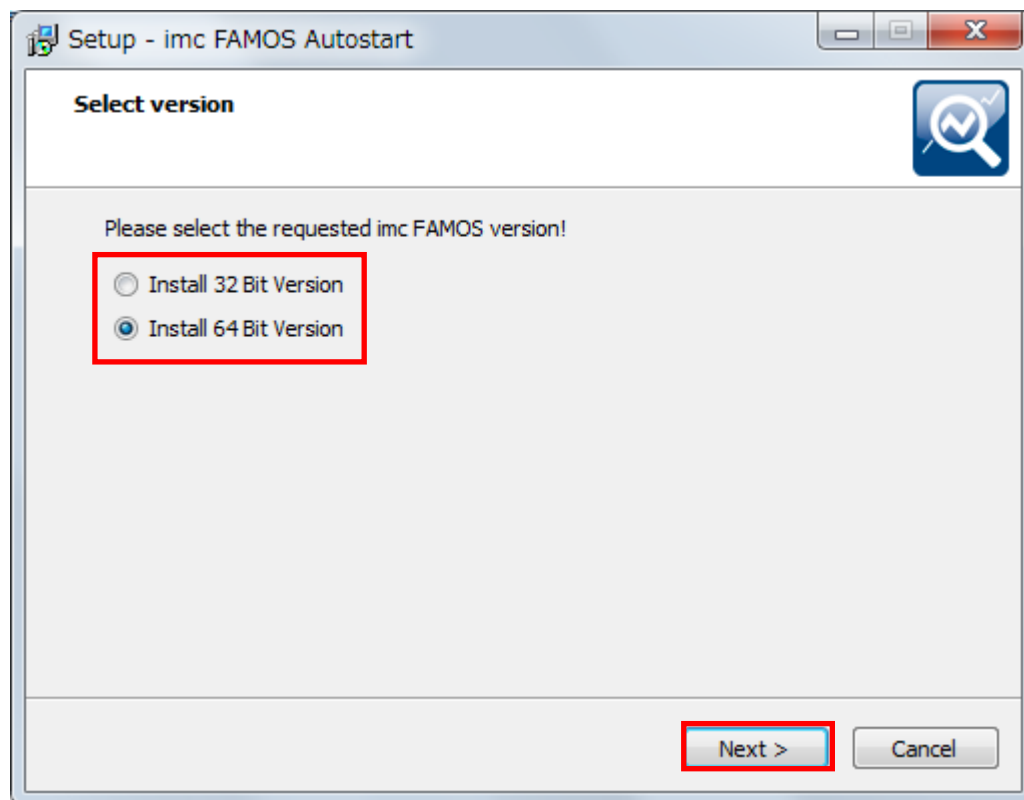 Setup - imc FAMOS Autostart
Select version
Please select the requested imc FAMOS version!
Install 32 Bit Version
Install 64 Bit Version
Next >
Cancel